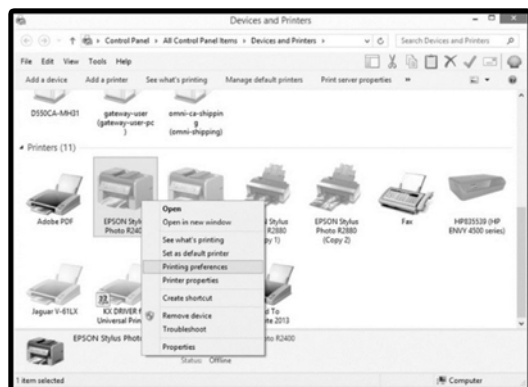 Devices and Printers
Control Panel ▸ All Control Panel Items ▸ Devices and Printers ▸
Search Devices and Printers
File Edit View Tools Help
Add a device Add a printer See what's printing Manage default printers Print server properties »
D550CA-MH31
gateway-user
(gateway-user-pc
)
omni-ca-shippin
g
(omni-shipping)
Printers (11)
Adobe PDF
EPSON Styl
Photo R240
Stylus
R2880
py 1)
EPSON Stylus
Photo R2880
(Copy 2)
Fax
HPE35539 (HP
ENVY 4500 series)
Open
Open in new window
See what's printing
Set as default printer
Printing preferences
Printer properties
Create shortcut
Remove device
Troubleshoot
Properties
Jaguar V-61LX
KX DRIVER f
Universal Prin
d To
ote 2013
EPSON Stylus Phot
R2400
Status: Offline
1 item selected
Computer